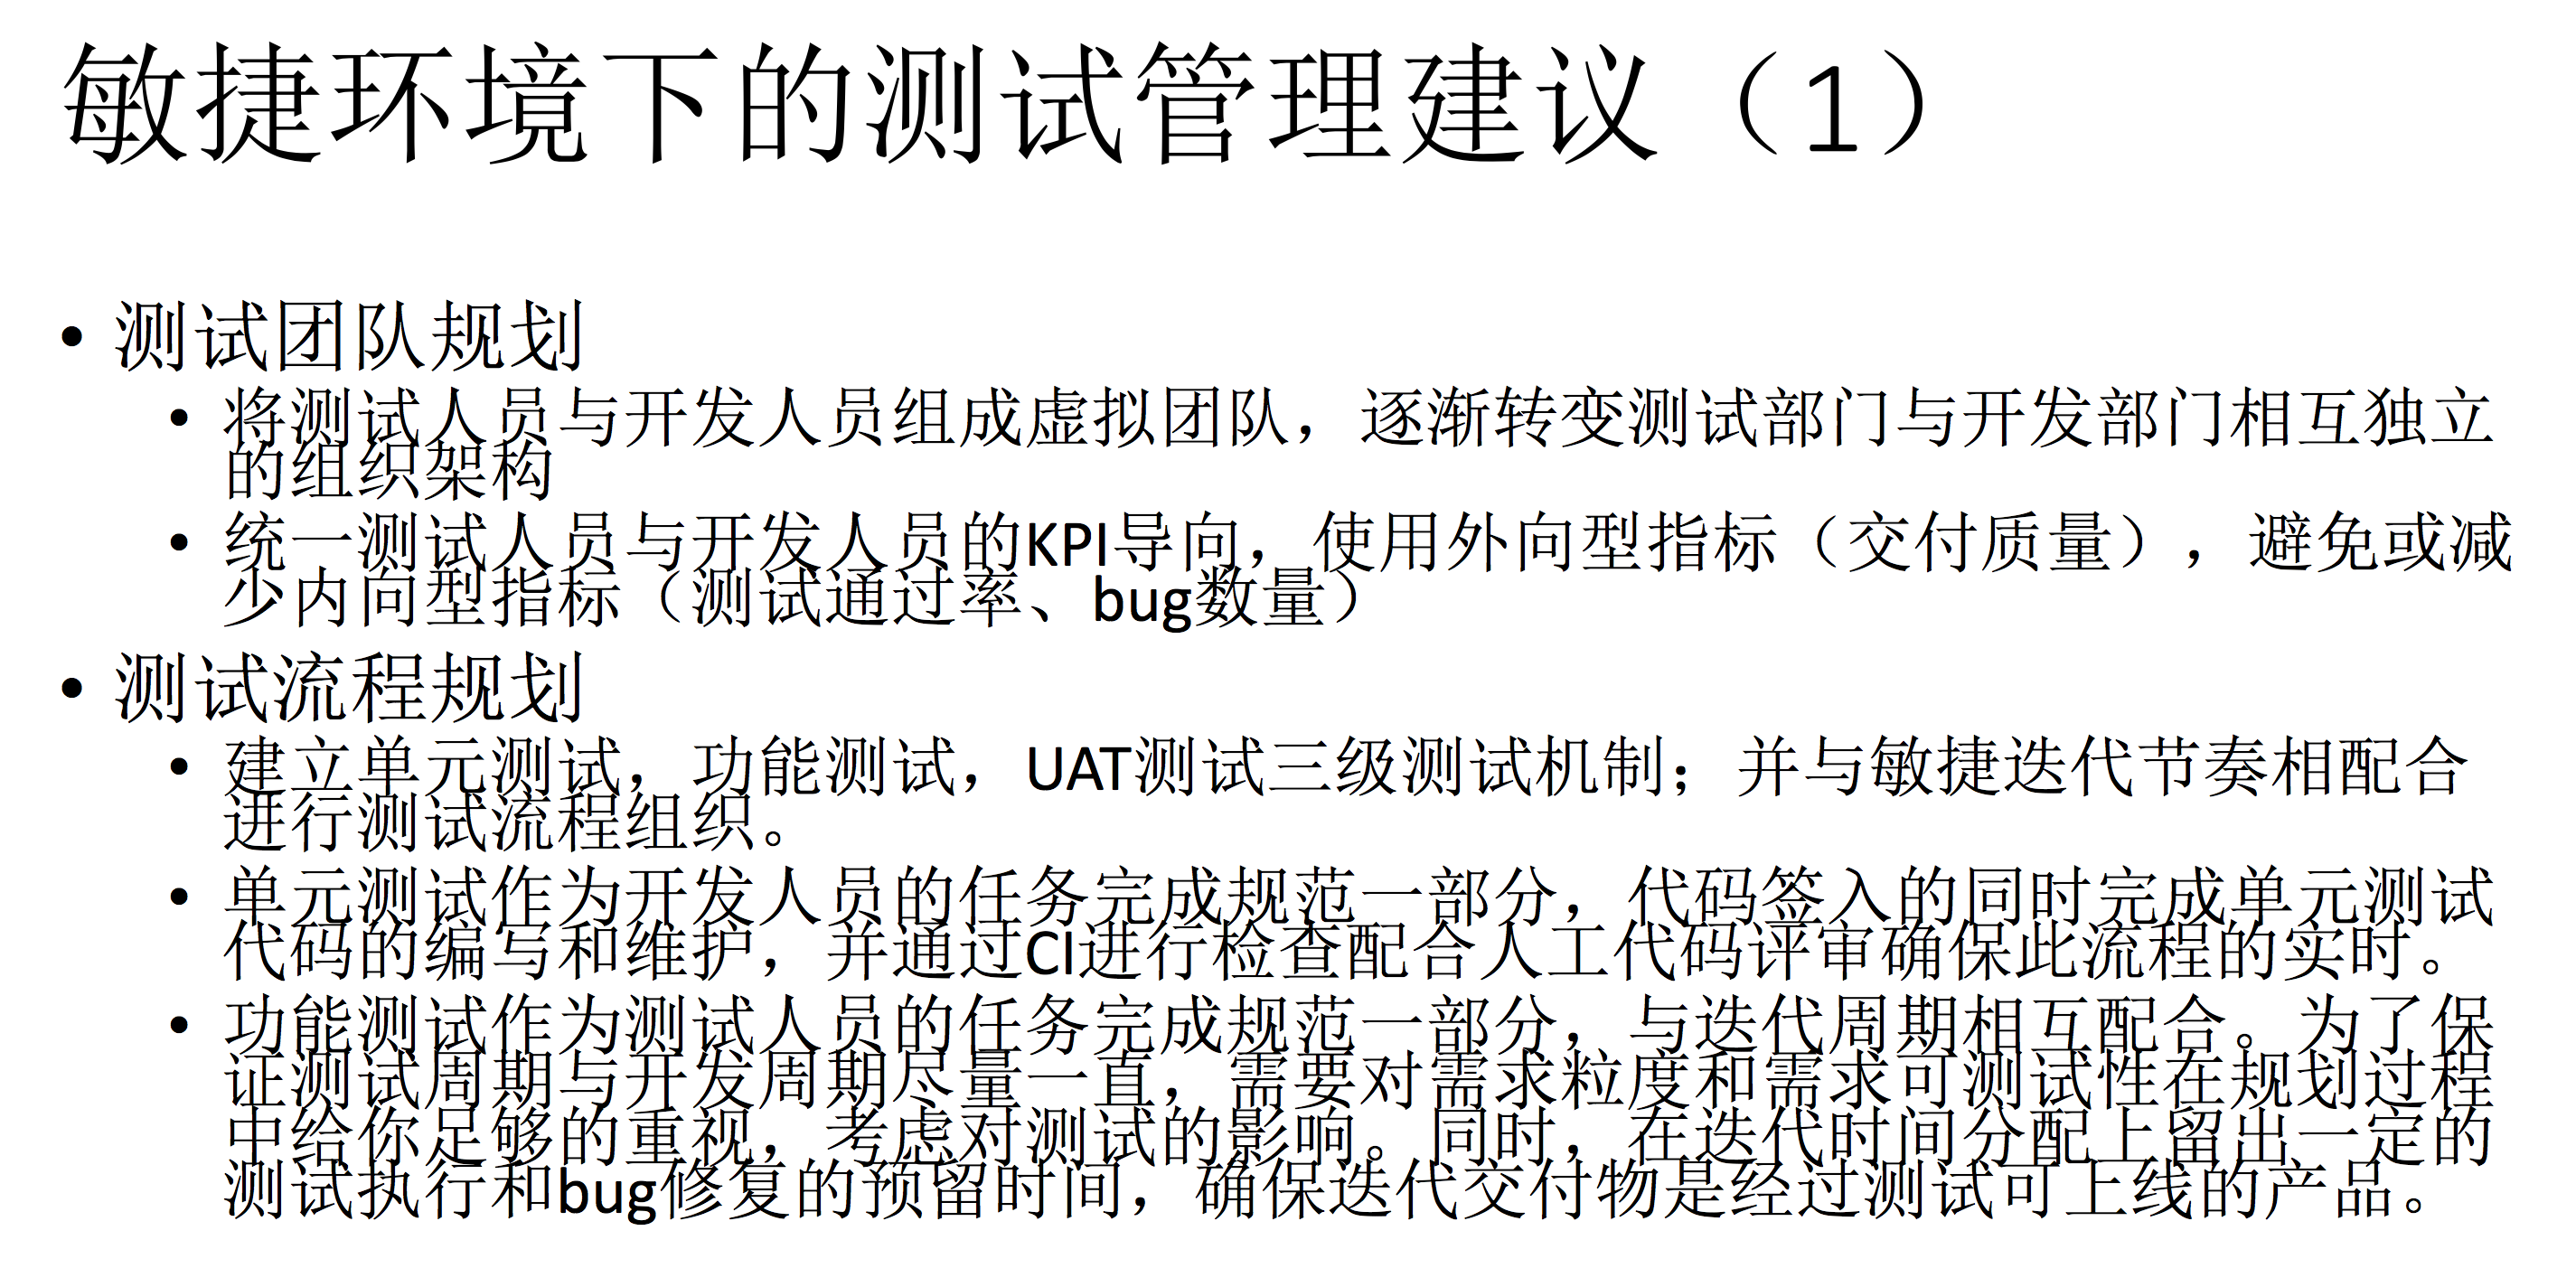 敏捷环境下的测试管理建议（1）
• 测试团队规划
• 将测试人员与开发人员组成虚拟团队，逐渐转变测试部门与开发部门相互独立
的组织架构
• 统一测试人员与开发人员的KPI导向，使用外向型指标（交付质量），避免或减
少内向型指标（测试通过率、bug数量）
• 测试流程规划
• 建立单元测试，功能测试，UAT测试三级测试机制；并与敏捷迭代节奏相配合
进行测试流程组织。
• 单元测试作为开发人员的任务完成规范一部分，代码签入的同时完成单元测试
代码的编写和维护，并通过CI进行检查配合人工代码评审确保此流程的实时。
• 功能测试作为测试人员的任务完成规范一部分，与迭代周期相互配合。为了保
证测试周期与开发周期尽量一直，需要对需求粒度和需求可测试性在规划过程
中给你足够的重视，考虑对测试的影响。同时，在迭代时间分配上留出一定的
测试执行和bug修复的预留时间，确保迭代交付物是经过测试可上线的产品。